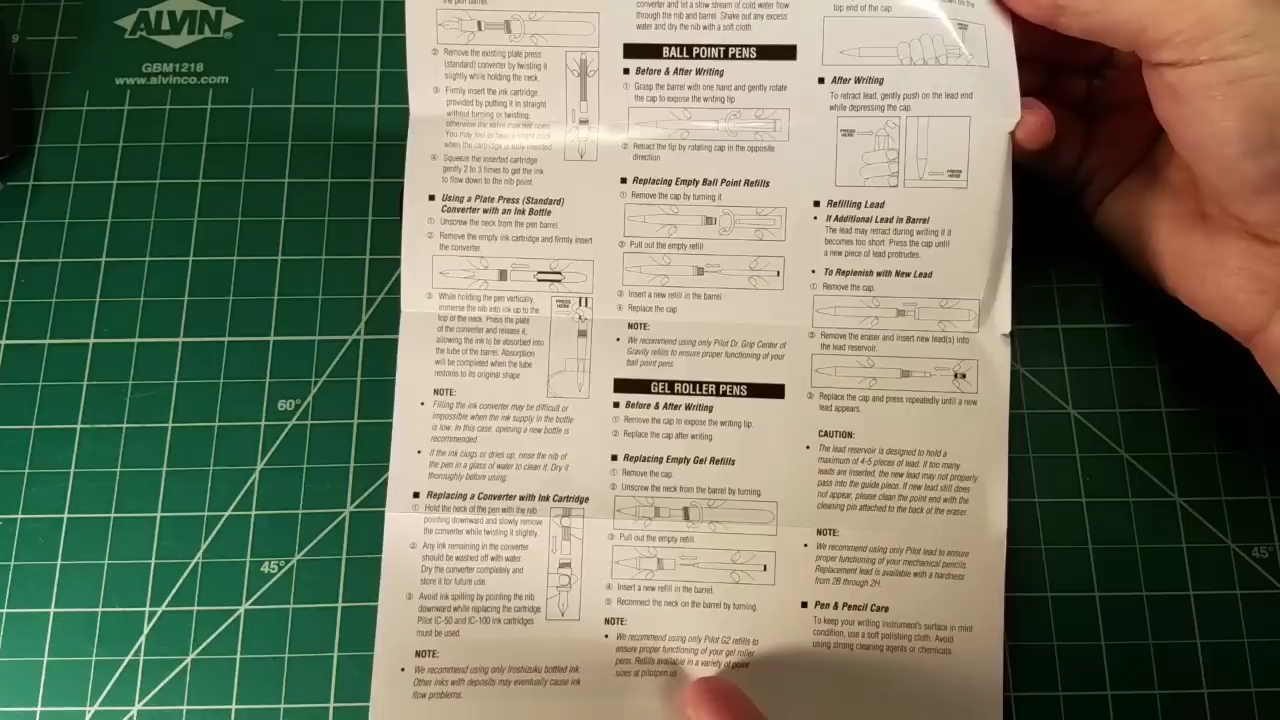 ALVIN
GBM1218
www.alvinco.com
9
60°
45°
45°
the pen barrel.
② Remove the existing plate press
(standard) converter by twisting it
slightly while holding the neck.
③ Firmly insert the ink cartridge
provided by putting it in straight
without turning or twisting,
otherwise the valve may not open.
You may feel or hear a slight click
when the cartridge is fully inserted.
④ Squeeze the inserted cartridge
gently 2 to 3 times to get the ink
to flow down to the nib point.
■ Using a Plate Press (Standard)
Converter with an Ink Bottle
① Unscrew the neck from the pen barrel.
② Remove the empty ink cartridge and firmly insert
the converter.
③ While holding the pen vertically,
immerse the nib into ink up to the
top of the neck. Press the plate
of the converter and release it,
allowing the ink to be absorbed into
the tube of the barrel. Absorption
will be completed when the tube
restores to its original shape
PRESS
HERE
NOTE:
• Filling the ink converter may be difficult or
impossible when the ink supply in the bottle
is low. In this case, opening a new bottle is
recommended.
• If the ink clogs or dries up, rinse the nib of
the pen in a glass of water to clean it. Dry it
thoroughly before using.
■ Replacing a Converter with Ink Cartridge
① Hold the neck of the pen with the nib
pointing downward and slowly remove
the converter while twisting it slightly.
② Any ink remaining in the converter
should be washed off with water.
Dry the converter completely and
store it for future use.
③ Avoid ink spilling by pointing the nib
downward while replacing the cartridge.
Pilot IC-50 and IC-100 ink cartridges
must be used.
NOTE:
• We recommend using only Iroshizuku bottled ink.
Other inks with deposits may eventually cause ink
flow problems.
converter and let a slow stream of cold water flow
through the nib and barrel. Shake out any excess
water and dry the nib with a soft cloth.
BALL POINT PENS
■ Before & After Writing
① Grasp the barrel with one hand and gently rotate
the cap to expose the writing tip.
② Retract the tip by rotating cap in the opposite
direction
■ Replacing Empty Ball Point Refills
① Remove the cap by turning it
② Pull out the empty refill
③ Insert a new refill in the barrel
④ Replace the cap
NOTE:
• We recommend using only Pilot Dr. Grip Center of
Gravity refills to ensure proper functioning of your
ball point pens.
GEL ROLLER PENS
■ Before & After Writing
① Remove the cap to expose the writing tip.
② Replace the cap after writing.
■ Replacing Empty Gel Refills
① Remove the cap.
② Unscrew the neck from the barrel by turning.
③ Pull out the empty refill.
④ Insert a new refill in the barrel.
⑤ Reconnect the neck on the barrel by turning.
NOTE:
• We recommend using only Pilot G2 refills to
ensure proper functioning of your gel roller
pens. Refills available in a variety of point
sizes at pilotpen.us
top end of the cap
PRESS
HERE
■ After Writing
To retract lead, gently push on the lead end
while depressing the cap.
PRESS
HERE
PRESS
HERE
■ Refilling Lead
• If Additional Lead in Barrel
The lead may retract during writing if it
becomes too short. Press the cap until
a new piece of lead protrudes.
• To Replenish with New Lead
① Remove the cap.
② Remove the eraser and insert new lead(s) into
the lead reservoir.
③ Replace the cap and press repeatedly until a new
lead appears.
CAUTION:
• The lead reservoir is designed to hold a
maximum of 4-5 pieces of lead. If too many
leads are inserted, the new lead may not properly
pass into the guide piece. If new lead still does
not appear, please clean the point end with the
cleaning pin attached to the back of the eraser.
NOTE:
• We recommend using only Pilot lead to ensure
proper functioning of your mechanical pencils.
Replacement lead is available with a hardness
from 2B through 2H.
■ Pen & Pencil Care
To keep your writing instrument's surface in mint
condition, use a soft polishing cloth. Avoid
using strong cleaning agents or chemicals.